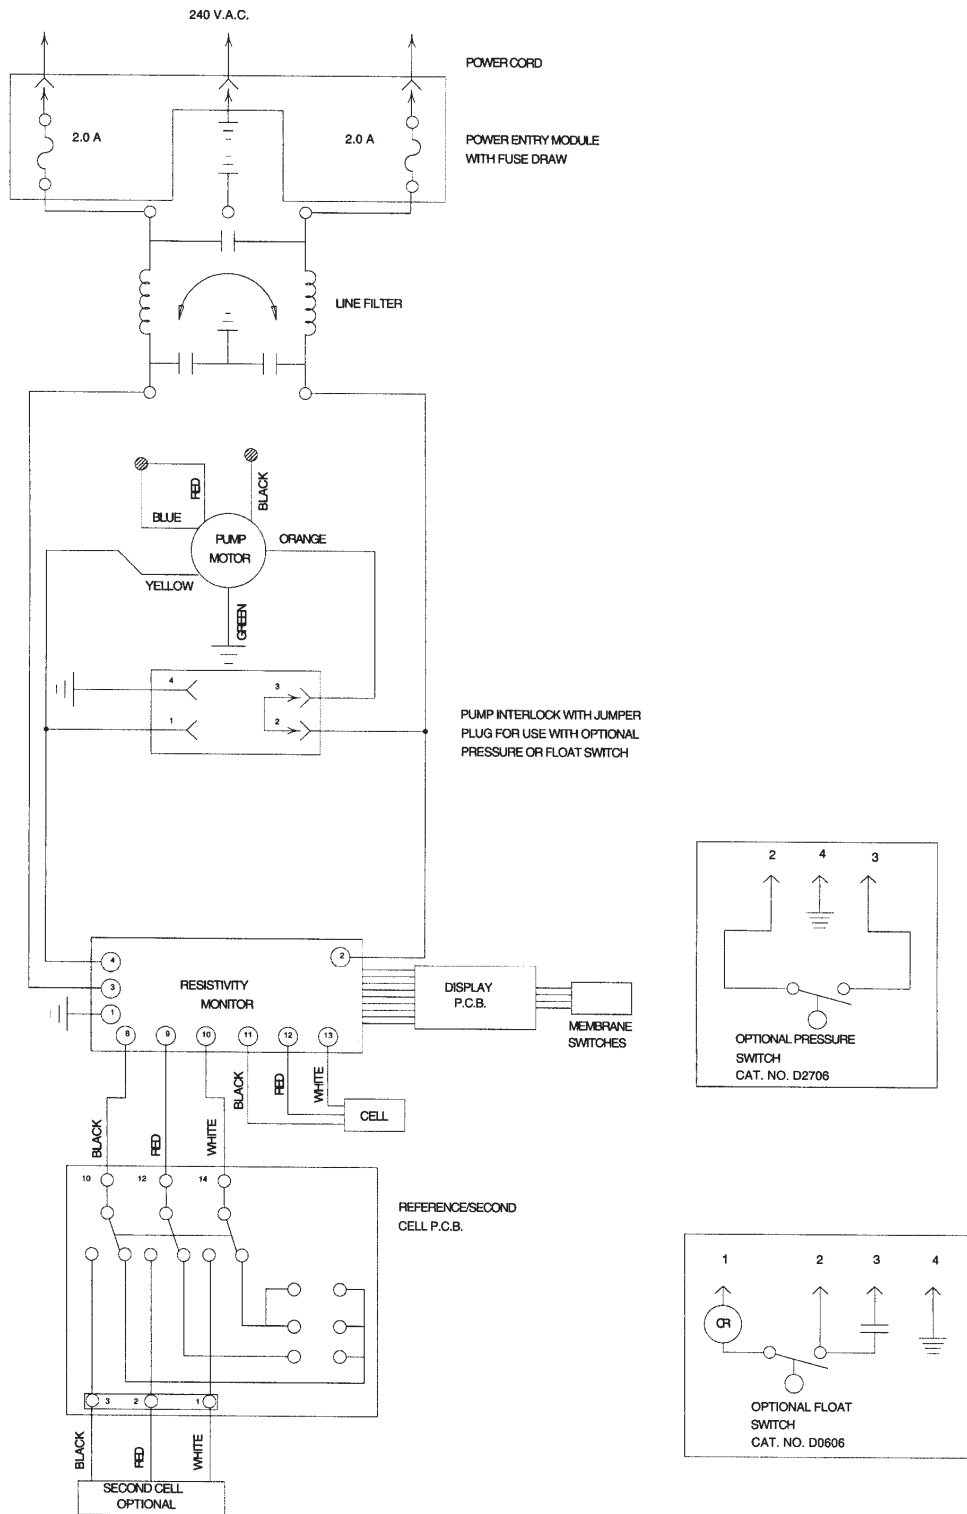 240 V.A.C.
POWER CORD
2.0 A
2.0 A
POWER ENTRY MODULE
WITH FUSE DRAW
LINE FILTER
RED
BLACK
BLUE
PUMP
MOTOR
ORANGE
YELLOW
GREEN
4
3
1
2
PUMP INTERLOCK WITH JUMPER
PLUG FOR USE WITH OPTIONAL
PRESSURE OR FLOAT SWITCH
2
4
3
OPTIONAL PRESSURE
SWITCH
CAT. NO. D2706
4
2
3
RESISTIVITY
MONITOR
DISPLAY
P.C.B.
1
8
9
10
11
12
13
MEMBRANE
SWITCHES
BLACK
RED
WHITE
CELL
BLACK
RED
WHITE
10
12
14
REFERENCE/SECOND
CELL P.C.B.
1
2
3
4
CR
OPTIONAL FLOAT
SWITCH
CAT. NO. D0606
3
2
1
BLACK
RED
WHITE
SECOND CELL
OPTIONAL